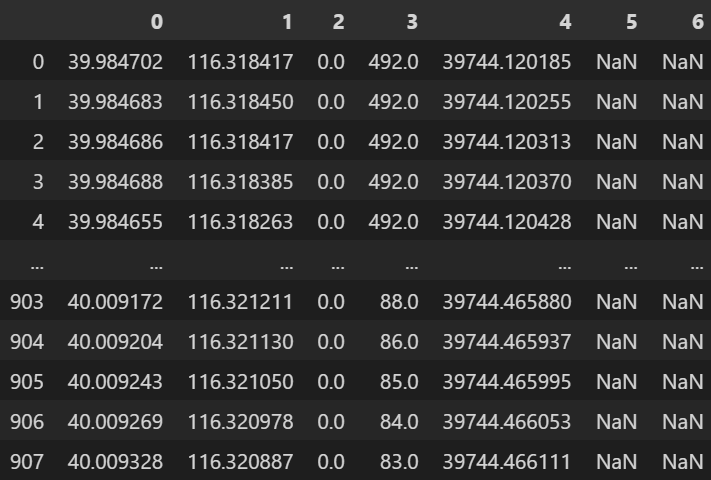 0 1 2 3 4 5 6
0 39.984702 116.318417 0.0 492.0 39744.120185 NaN NaN
1 39.984683 116.318450 0.0 492.0 39744.120255 NaN NaN
2 39.984686 116.318417 0.0 492.0 39744.120313 NaN NaN
3 39.984688 116.318385 0.0 492.0 39744.120370 NaN NaN
4 39.984655 116.318263 0.0 492.0 39744.120428 NaN NaN
... ... ... ... ... ... ... ...
903 40.009172 116.321211 0.0 88.0 39744.465880 NaN NaN
904 40.009204 116.321130 0.0 86.0 39744.465937 NaN NaN
905 40.009243 116.321050 0.0 85.0 39744.465995 NaN NaN
906 40.009269 116.320978 0.0 84.0 39744.466053 NaN NaN
907 40.009328 116.320887 0.0 83.0 39744.466111 NaN NaN